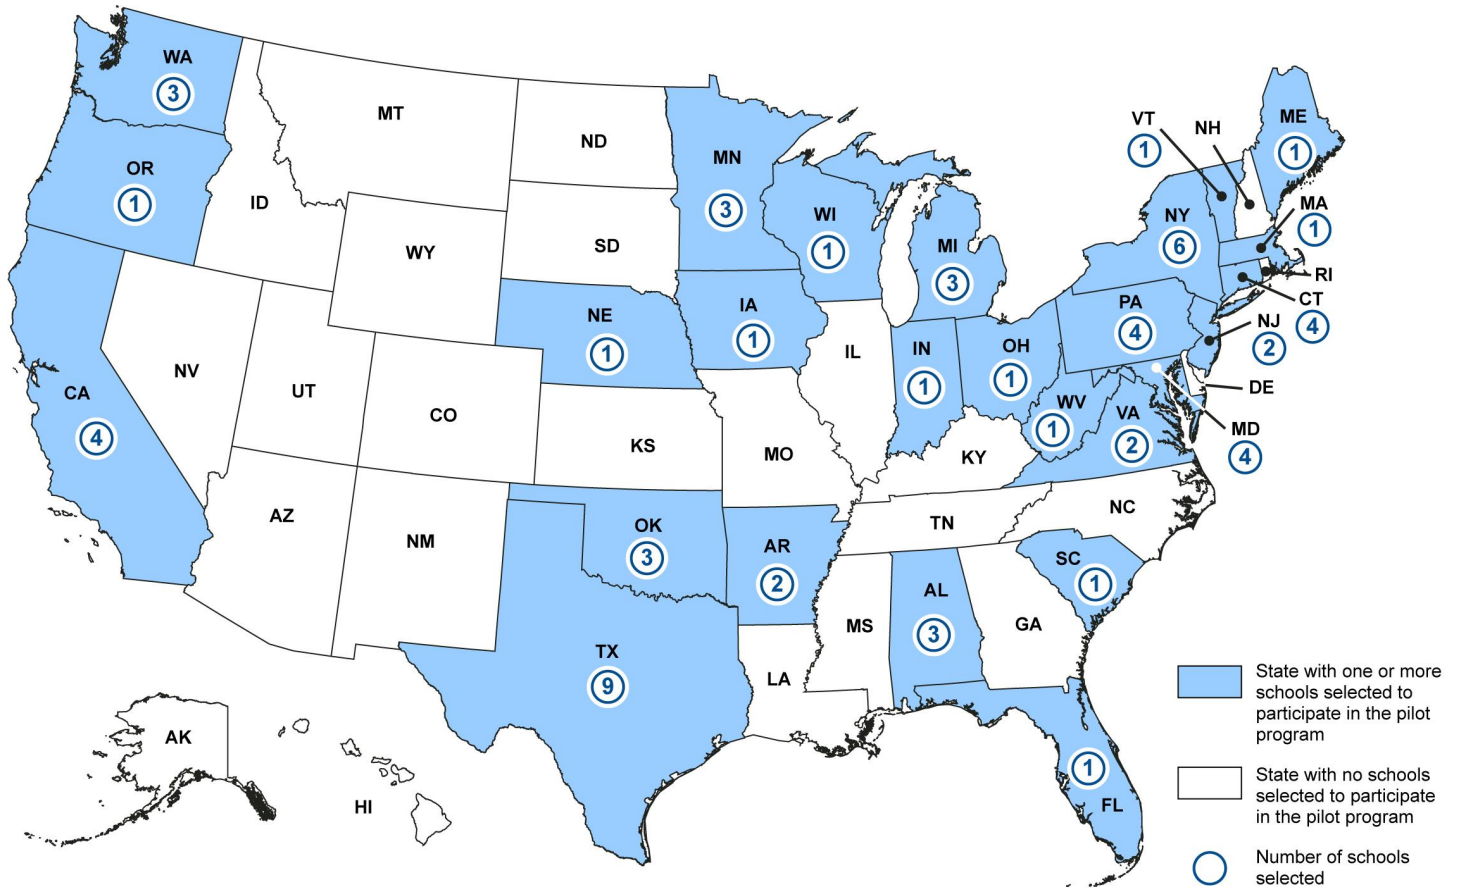 WA
3
MT
ND
OR
1
ID
MN
3
VT
1
NH
ME
1
WY
SD
WI
1
MI
3
NY
6
MA
1
RI
CT
4
NE
1
IA
1
PA
4
NJ
2
NV
UT
CO
IL
IN
1
OH
1
DE
CA
4
KS
MO
KY
WV
1
VA
2
MD
4
AZ
NM
OK
3
AR
2
TN
NC
SC
1
TX
9
LA
MS
AL
3
GA
1
FL
AK
HI
State with one or more
schools selected to
participate in the pilot
program
State with no schools
selected to participate
in the pilot program
Number of schools
selected